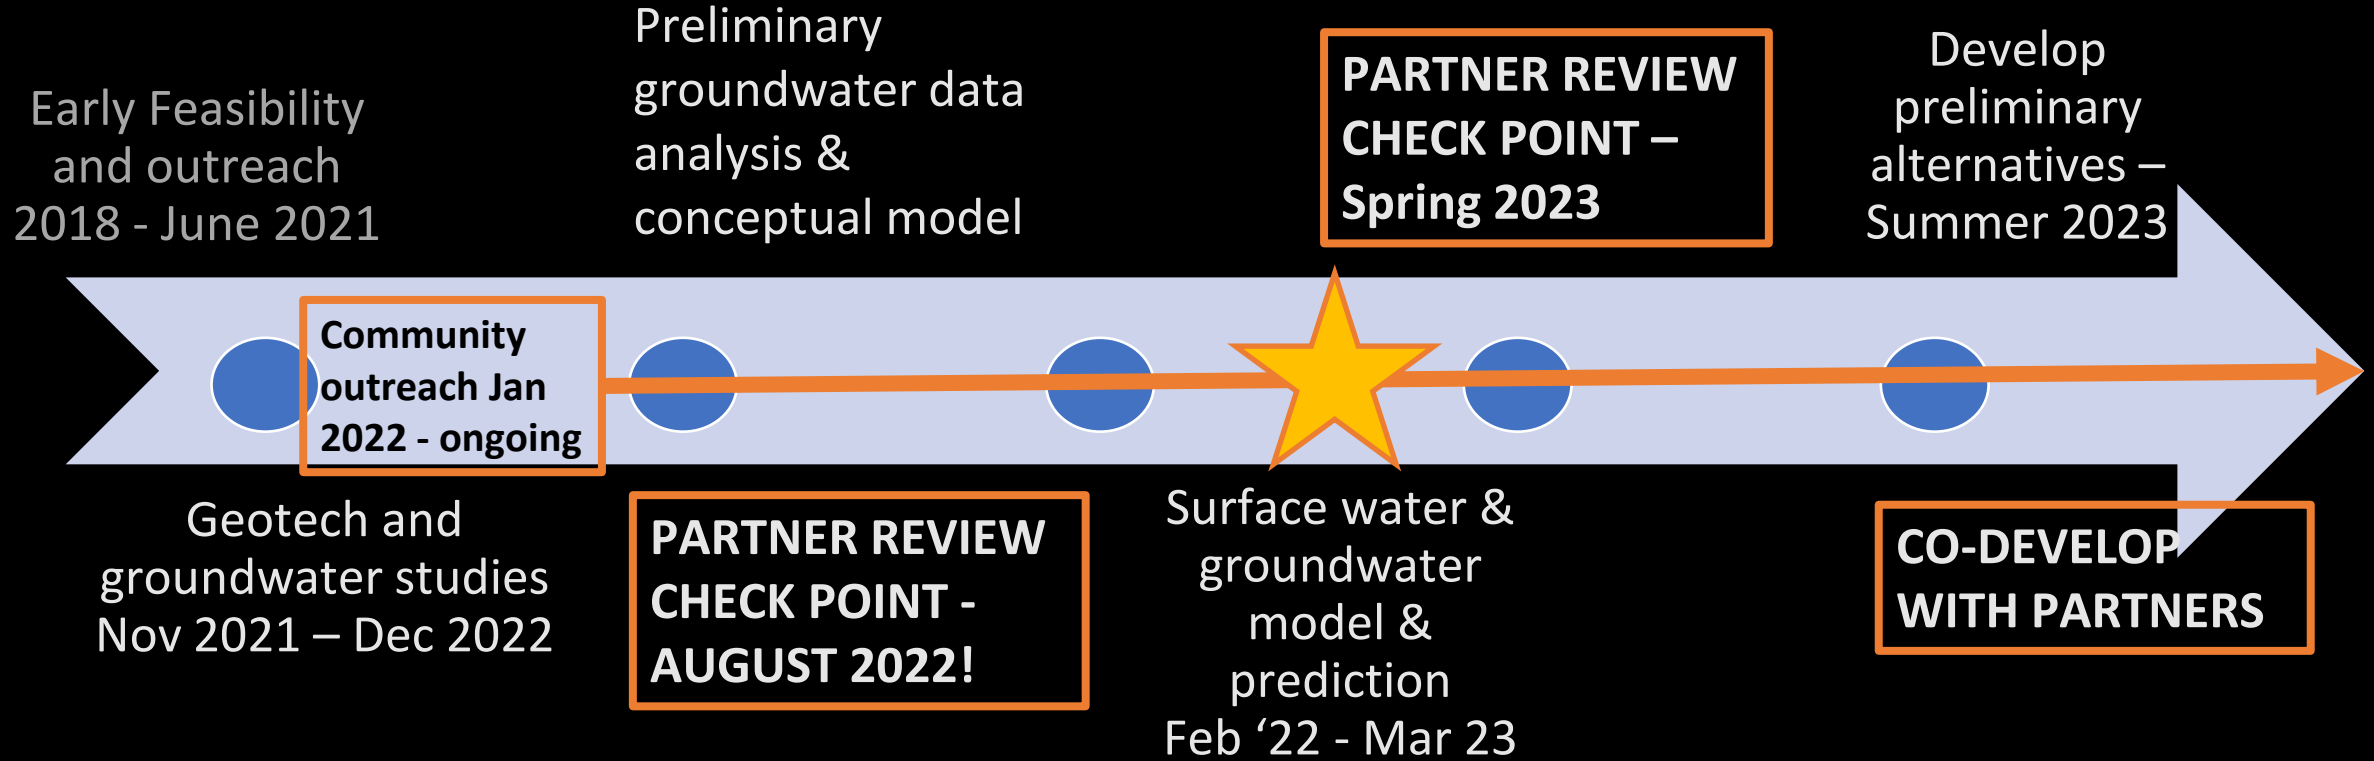 Early Feasibility
and outreach
2018 - June 2021
Preliminary
groundwater data
analysis &
conceptual model
PARTNER REVIEW
CHECK POINT –
Spring 2023
Develop
preliminary
alternatives –
Summer 2023
Community
outreach Jan
2022 - ongoing
Geotech and
groundwater studies
Nov 2021 – Dec 2022
PARTNER REVIEW
CHECK POINT -
AUGUST 2022!
Surface water &
groundwater
model &
prediction
Feb ‘22 - Mar 23
CO-DEVELOP
WITH PARTNERS